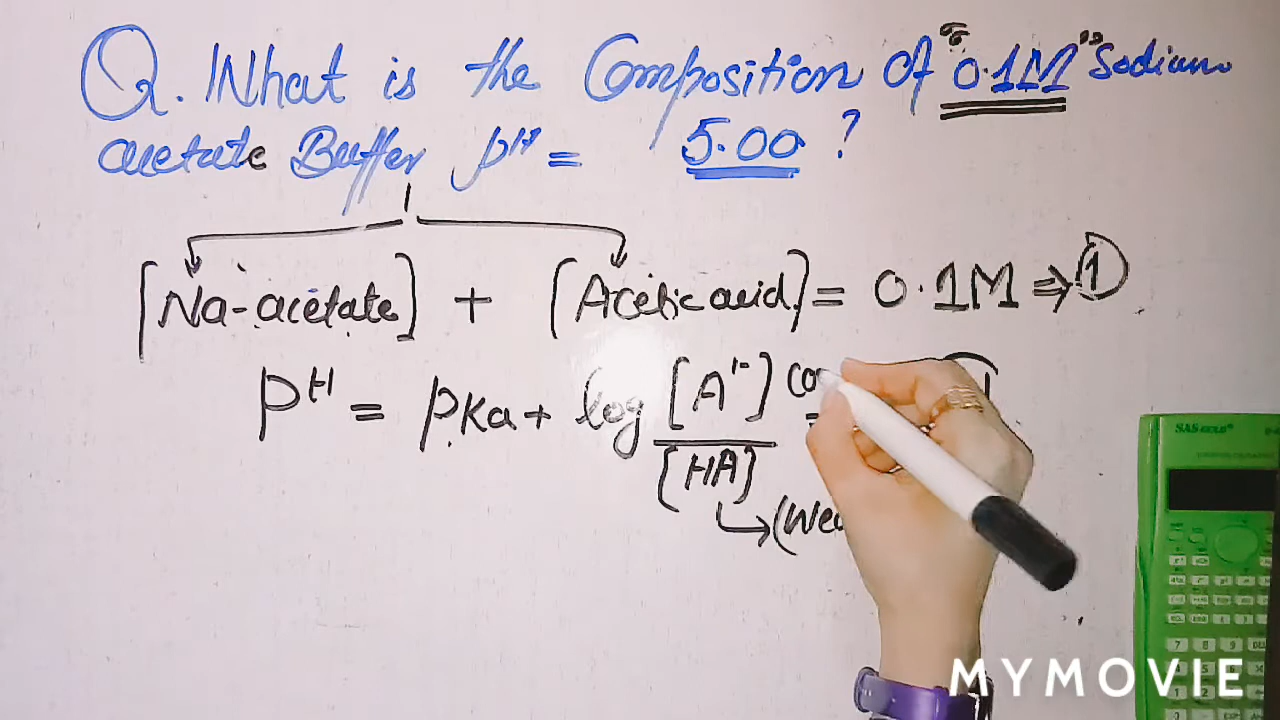 Q. What is the Composition of "0.1M" Sodium
acetate Buffer pH = 5.00 ?
[Na-acetate] + [Acetic acid] = 0.1M ⇒ 1
pH = pKa + log [A-]
[HA]
SAS
MYMOVIE